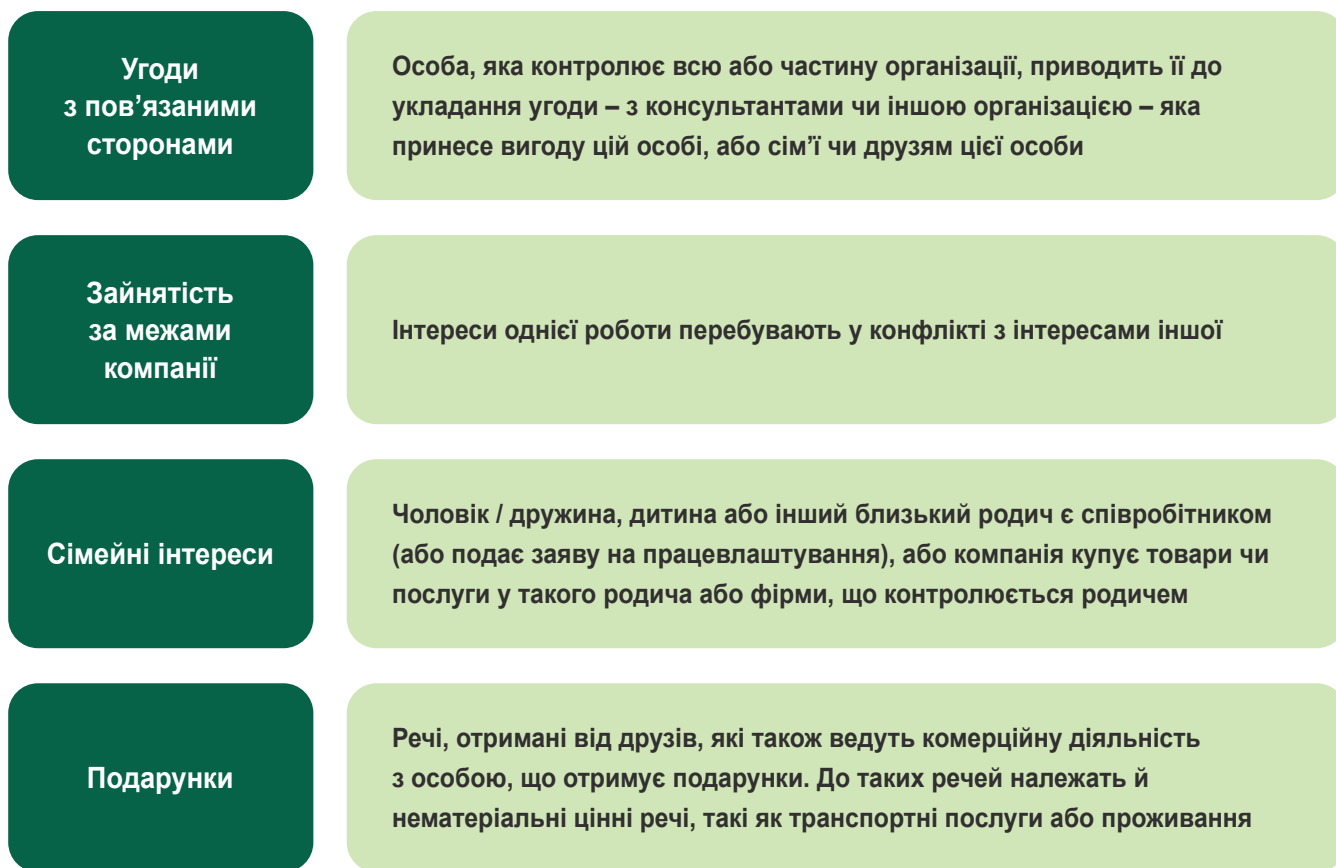 Угоди
з пов’язаними
сторонами
Особа, яка контролює всю або частину організації, приводить її до
укладання угоди – з консультантами чи іншою організацією – яка
принесе вигоду цій особі, або сім’ї чи друзям цієї особи
Зайнятість
за межами
компанії
Інтереси однієї роботи перебувають у конфлікті з інтересами іншої
Сімейні інтереси
Чоловік / дружина, дитина або інший близький родич є співробітником
(або подає заяву на працевлаштування), або компанія купує товари чи
послуги у такого родича або фірми, що контролюється родичем
Подарунки
Речі, отримані від друзів, які також ведуть комерційну діяльність
з особою, що отримує подарунки. До таких речей належать й
нематеріальні цінні речі, такі як транспортні послуги або проживання